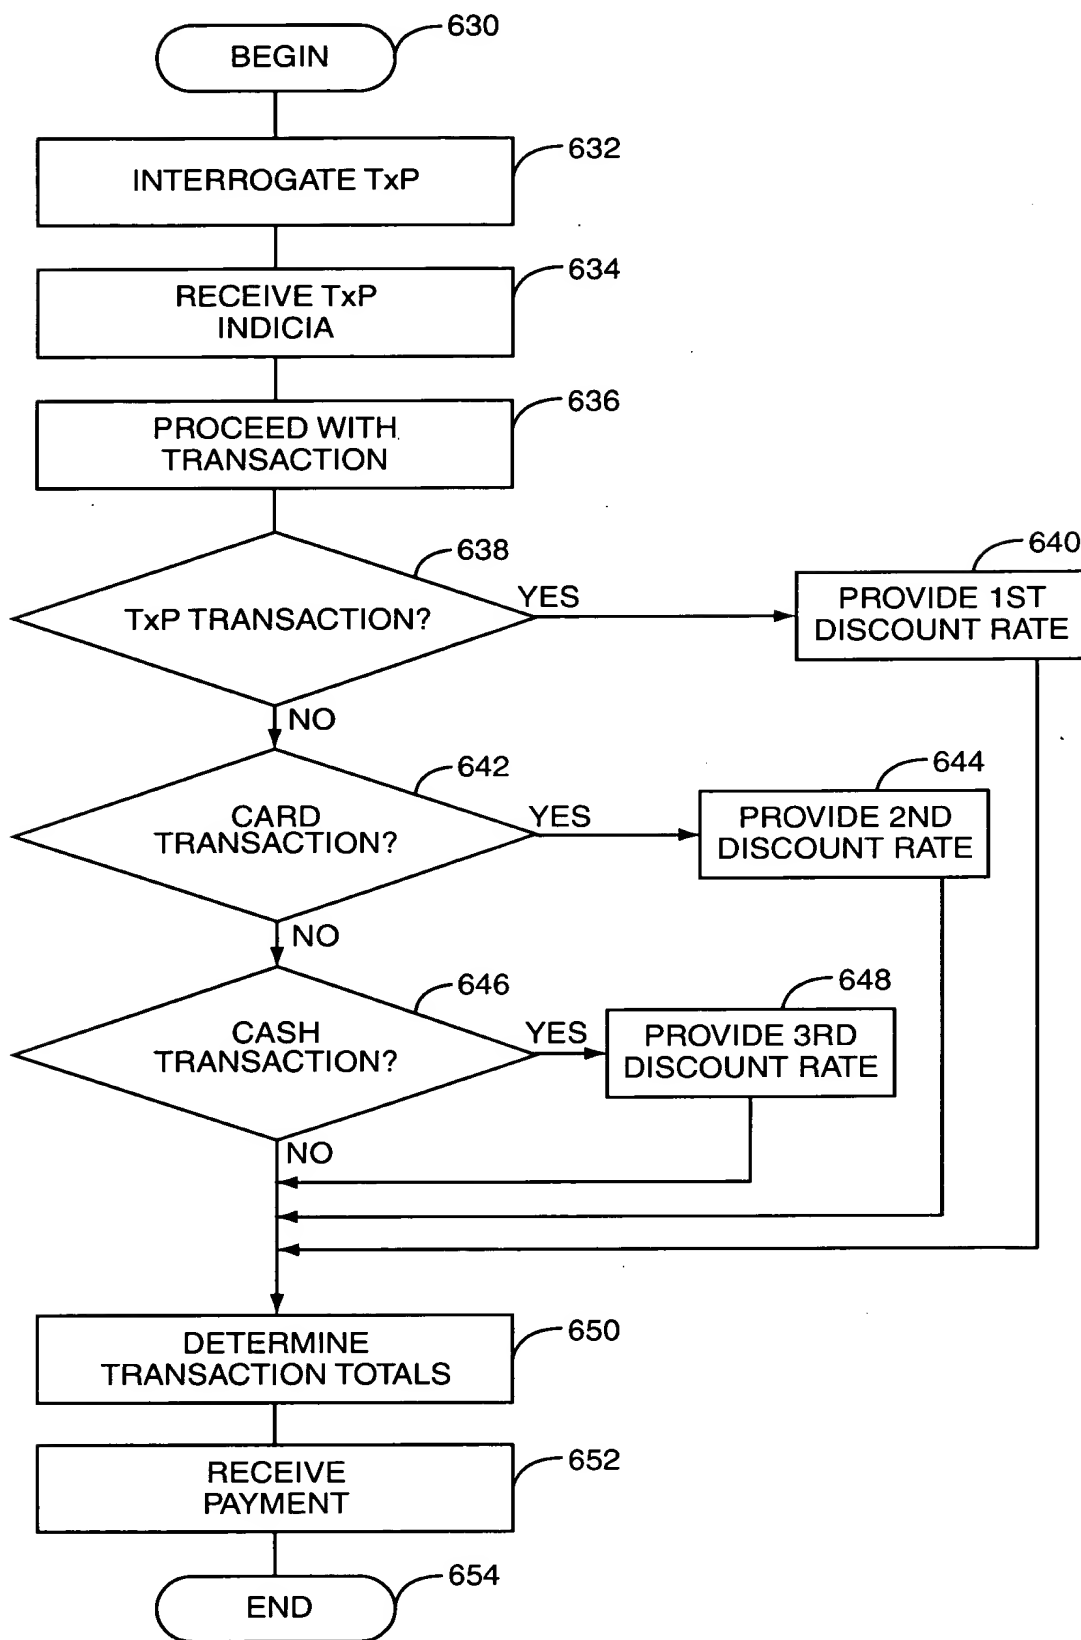 630
BEGIN
632
INTERROGATE TxP
634
RECEIVE TxP
INDICIA
636
PROCEED WITH
TRANSACTION
638
TxP TRANSACTION?
YES
640
PROVIDE 1ST
DISCOUNT RATE
NO
642
CARD
TRANSACTION?
YES
644
PROVIDE 2ND
DISCOUNT RATE
NO
646
CASH
TRANSACTION?
YES
648
PROVIDE 3RD
DISCOUNT RATE
NO
650
DETERMINE
TRANSACTION TOTALS
652
RECEIVE
PAYMENT
654
END